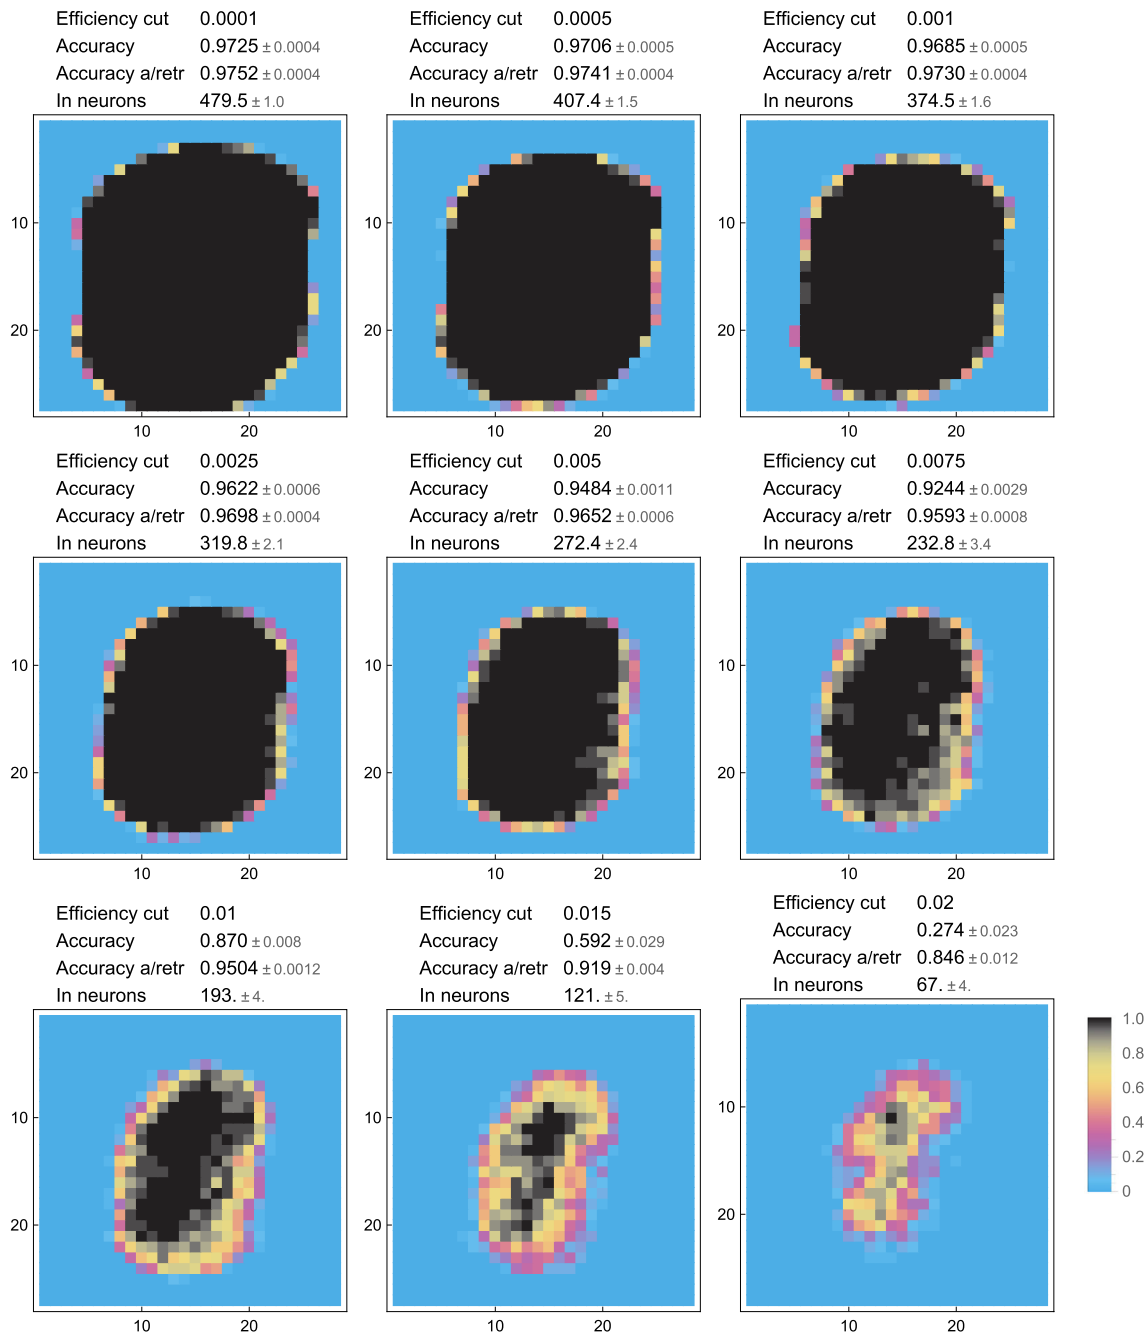 Efficiency cut 0.0001
Accuracy 0.9725 ± 0.0004
Accuracy a/retr 0.9752 ± 0.0004
In neurons 479.5 ± 1.0
10
20
10 20
Efficiency cut 0.0005
Accuracy 0.9706 ± 0.0005
Accuracy a/retr 0.9741 ± 0.0004
In neurons 407.4 ± 1.5
10
20
10 20
Efficiency cut 0.001
Accuracy 0.9685 ± 0.0005
Accuracy a/retr 0.9730 ± 0.0004
In neurons 374.5 ± 1.6
10
20
10 20
Efficiency cut 0.0025
Accuracy 0.9622 ± 0.0006
Accuracy a/retr 0.9698 ± 0.0004
In neurons 319.8 ± 2.1
10
20
10 20
Efficiency cut 0.005
Accuracy 0.9484 ± 0.0011
Accuracy a/retr 0.9652 ± 0.0006
In neurons 272.4 ± 2.4
10
20
10 20
Efficiency cut 0.0075
Accuracy 0.9244 ± 0.0029
Accuracy a/retr 0.9593 ± 0.0008
In neurons 232.8 ± 3.4
10
20
10 20
Efficiency cut 0.01
Accuracy 0.870 ± 0.008
Accuracy a/retr 0.9504 ± 0.0012
In neurons 193. ± 4.
10
20
10 20
Efficiency cut 0.015
Accuracy 0.592 ± 0.029
Accuracy a/retr 0.919 ± 0.004
In neurons 121. ± 5.
10
20
10 20
Efficiency cut 0.02
Accuracy 0.274 ± 0.023
Accuracy a/retr 0.846 ± 0.012
In neurons 67. ± 4.
10
20
10 20
1.0
0.8
0.6
0.4
0.2
0